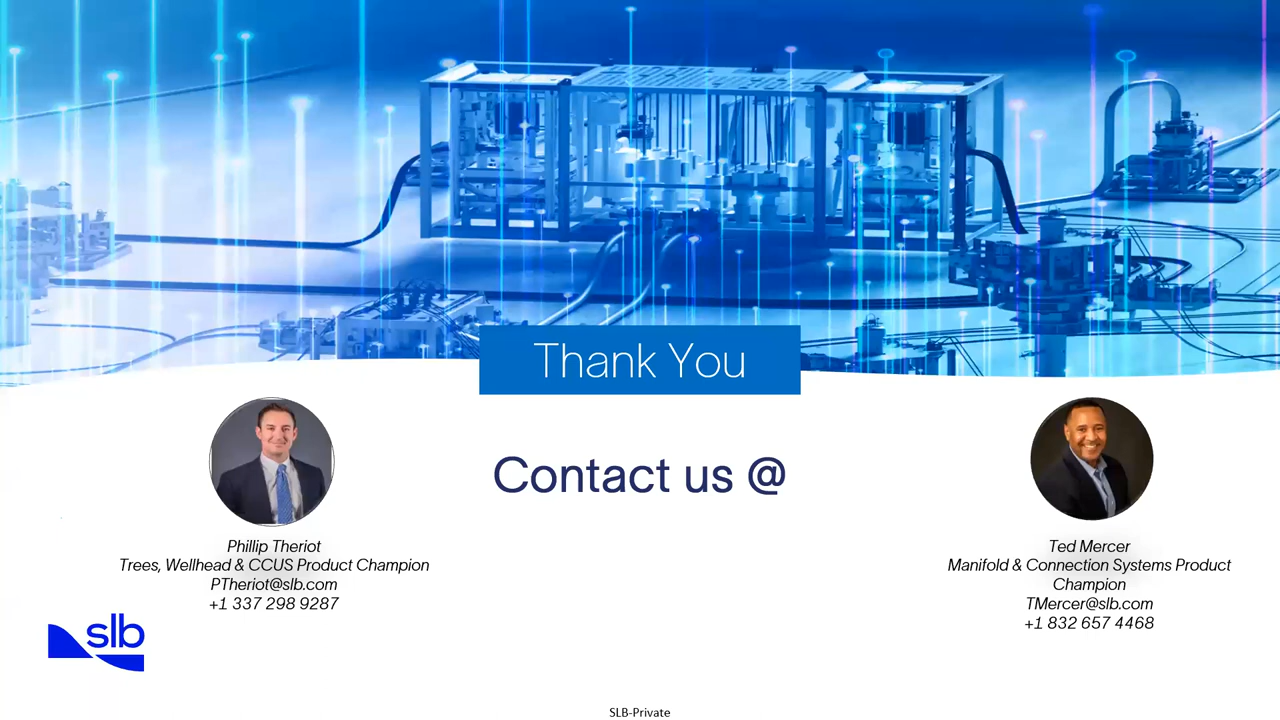 Thank You
Contact us @
Phillip Theriot
Trees, Wellhead & CCUS Product Champion
PTheriot@slb.com
+1 337 298 9287
Ted Mercer
Manifold & Connection Systems Product
Champion
TMercer@slb.com
+1 832 657 4468
slb
SLB-Private